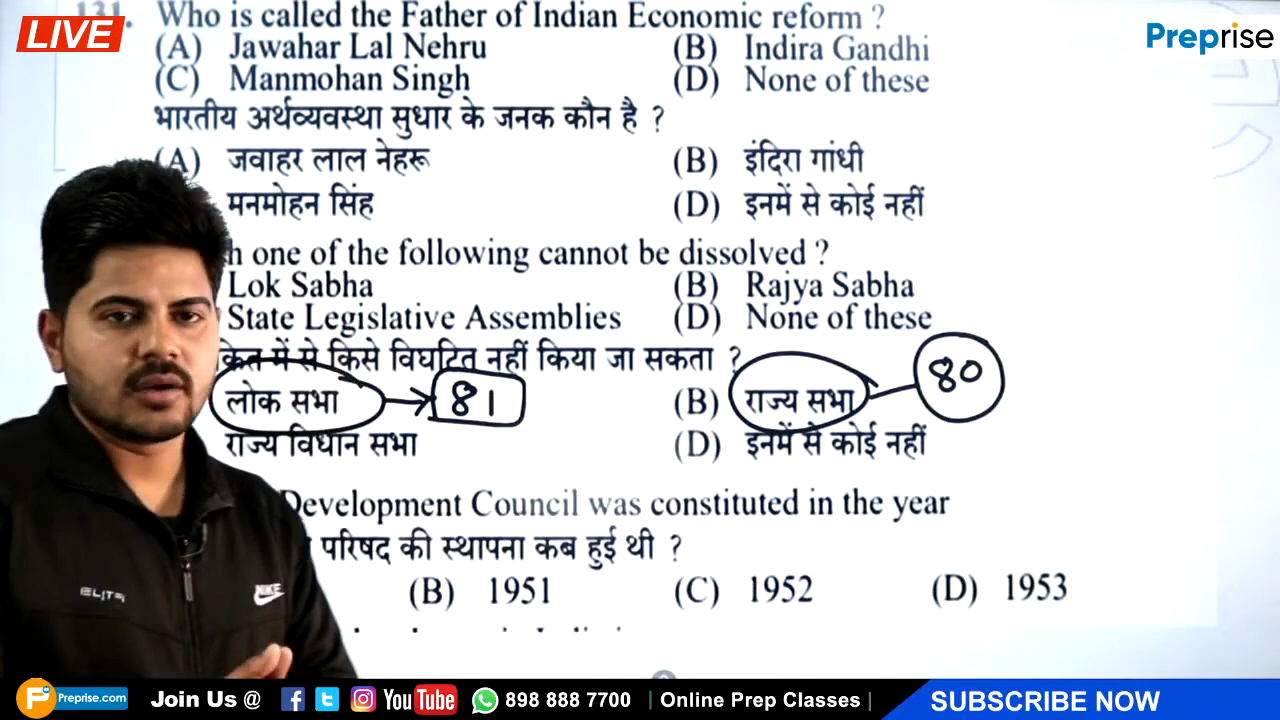 LIVE
Preprise
131. Who is called the Father of Indian Economic reform ?
(A) Jawahar Lal Nehru (B) Indira Gandhi
(C) Manmohan Singh (D) None of these
भारतीय अर्थव्यवस्था सुधार के जनक कौन है ?
(A) जवाहर लाल नेहरू (B) इंदिरा गांधी
मनमोहन सिंह (D) इनमें से कोई नहीं
one of the following cannot be dissolved ?
Lok Sabha (B) Rajya Sabha
State Legislative Assemblies (D) None of these
में से किसे विघटित नहीं किया जा सकता ?
लोक सभा 81 (B) राज्य सभा 80
राज्य विधान सभा (D) इनमें से कोई नहीं
Development Council was constituted in the year
परिषद की स्थापना कब हुई थी ?
(B) 1951 (C) 1952 (D) 1953
NIKE
Preprise.com Join Us @ YouTube 898 888 7700 | Online Prep Classes | SUBSCRIBE NOW